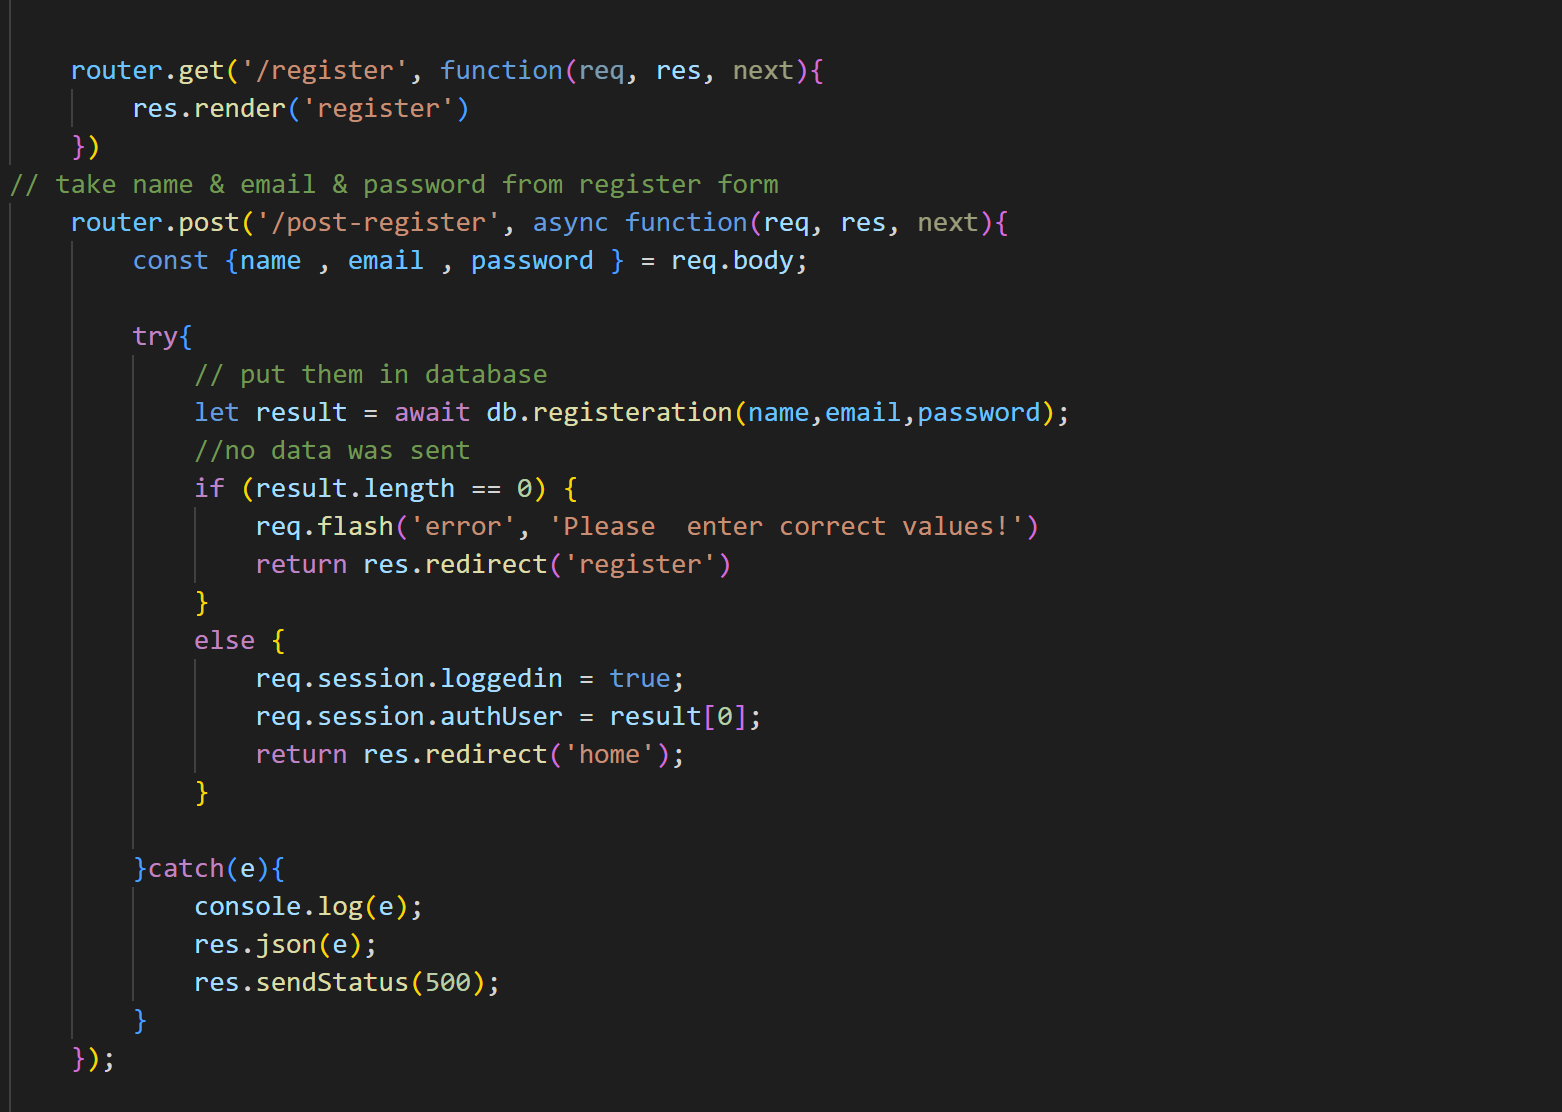 router.get('/register', function(req, res, next){
res.render('register')
})
// take name & email & password from register form
router.post('/post-register', async function(req, res, next){
const {name , email , password } = req.body;
try{
// put them in database
let result = await db.registeration(name,email,password);
//no data was sent
if (result.length == 0) {
req.flash('error', 'Please  enter correct values!')
return res.redirect('register')
}
else {
req.session.loggedin = true;
req.session.authUser = result[0];
return res.redirect('home');
}
}catch(e){
console.log(e);
res.json(e);
res.sendStatus(500);
}
});